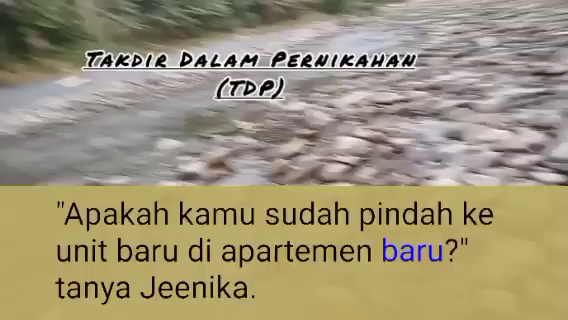 Takdir Dalam Pernikahan
(TDP)
"Apakah kamu sudah pindah ke
unit baru di apartemen baru?"
tanya Jeenika.